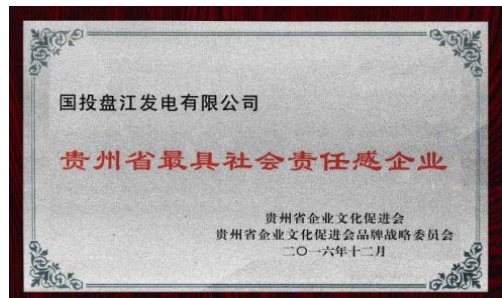 国投盘江发电有限公司
贵州省最具社会责任感企业
贵州省企业文化促进会
贵州省企业文化促进会品牌战略委员会
二〇一六年十二月